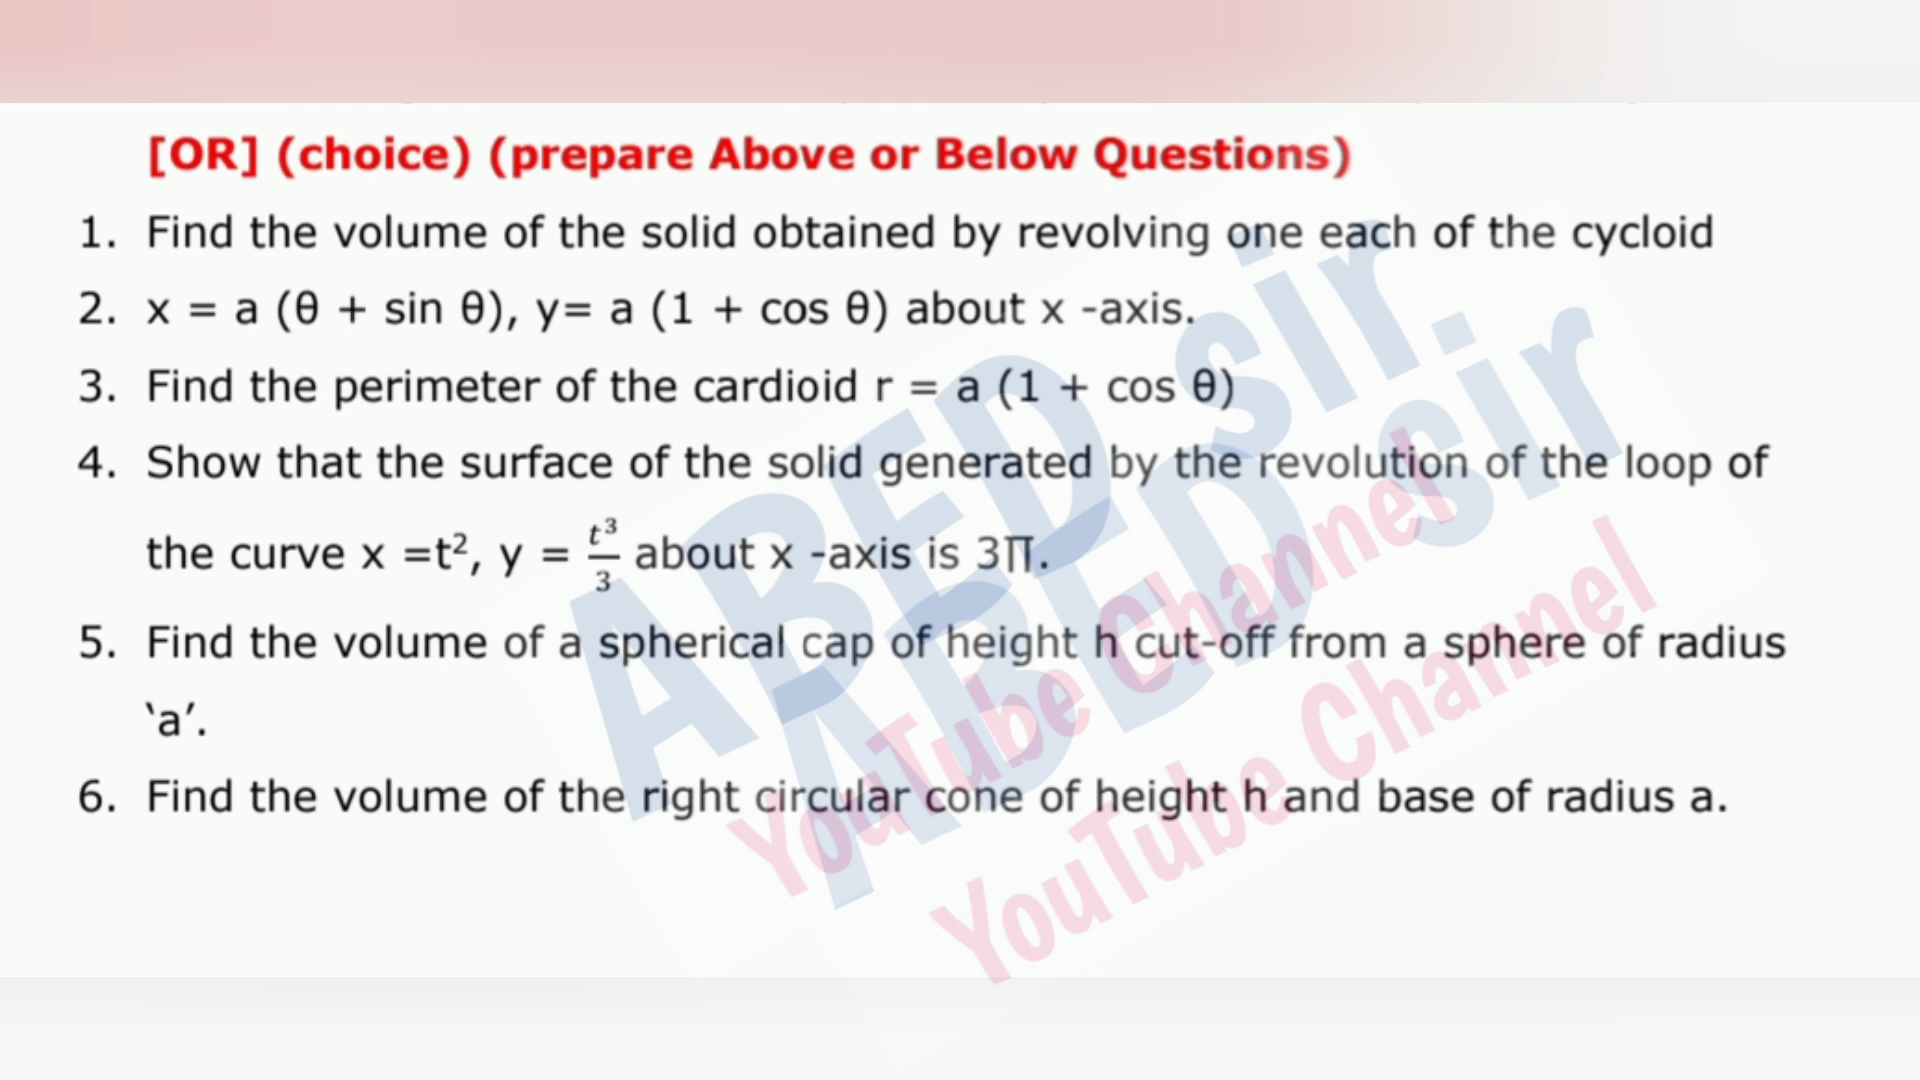 [OR] (choice) (prepare Above or Below Questions)
1. Find the volume of the solid obtained by revolving one each of the cycloid
2. x = a (θ + sin θ), y= a (1 + cos θ) about x -axis.
3. Find the perimeter of the cardioid r = a (1 + cos θ)
4. Show that the surface of the solid generated by the revolution of the loop of
the curve x =t², y = t³/3 about x -axis is 3∏.
5. Find the volume of a spherical cap of height h cut-off from a sphere of radius
‘a’.
6. Find the volume of the right circular cone of height h and base of radius a.
ABED sir
YouTube Channel
ABED sir
YouTube Channel